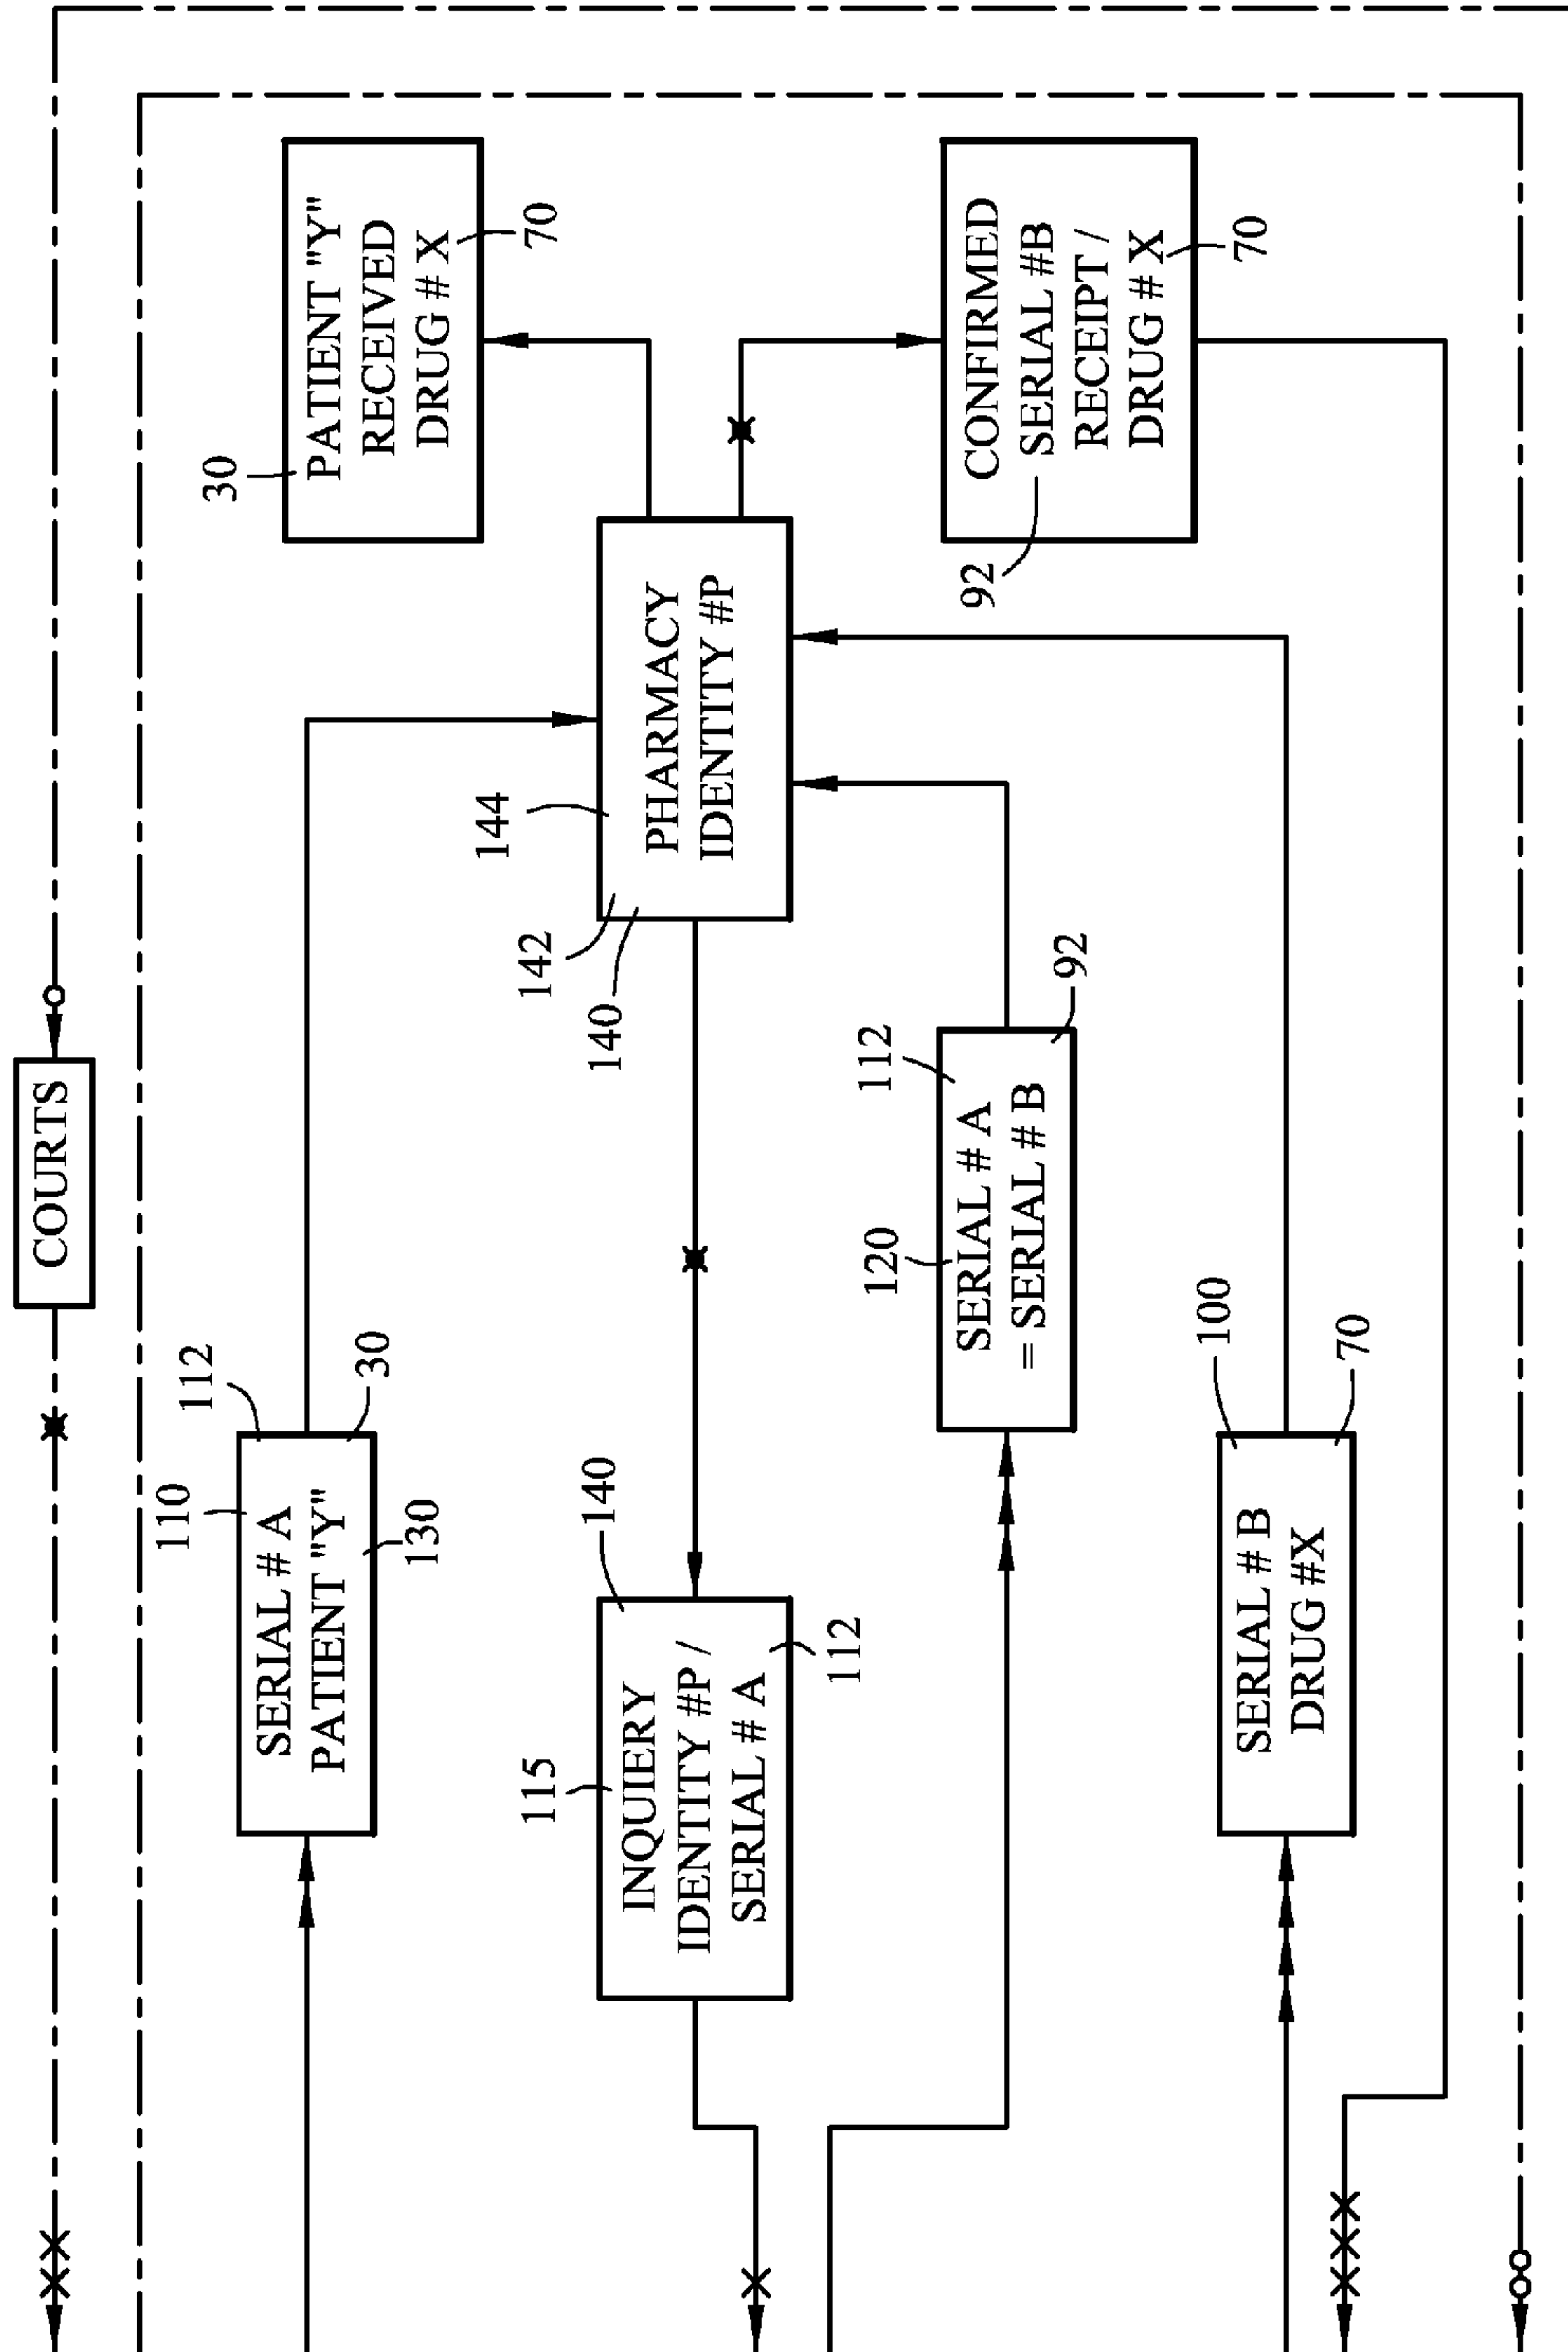 COURTS
110
112
SERIAL # A
PATIENT "Y"
130
30
30
PATIENT "Y"
RECEIVED
DRUG # X
70
115
140
INQUIERY
IDENTITY #P /
SERIAL # A
112
140
142
144
PHARMACY
IDENTITY #P
120
112
SERIAL # A
= SERIAL # B
92
92
CONFIRMED
SERIAL #B
RECEIPT /
DRUG # X
70
100
SERIAL # B
DRUG #X
70